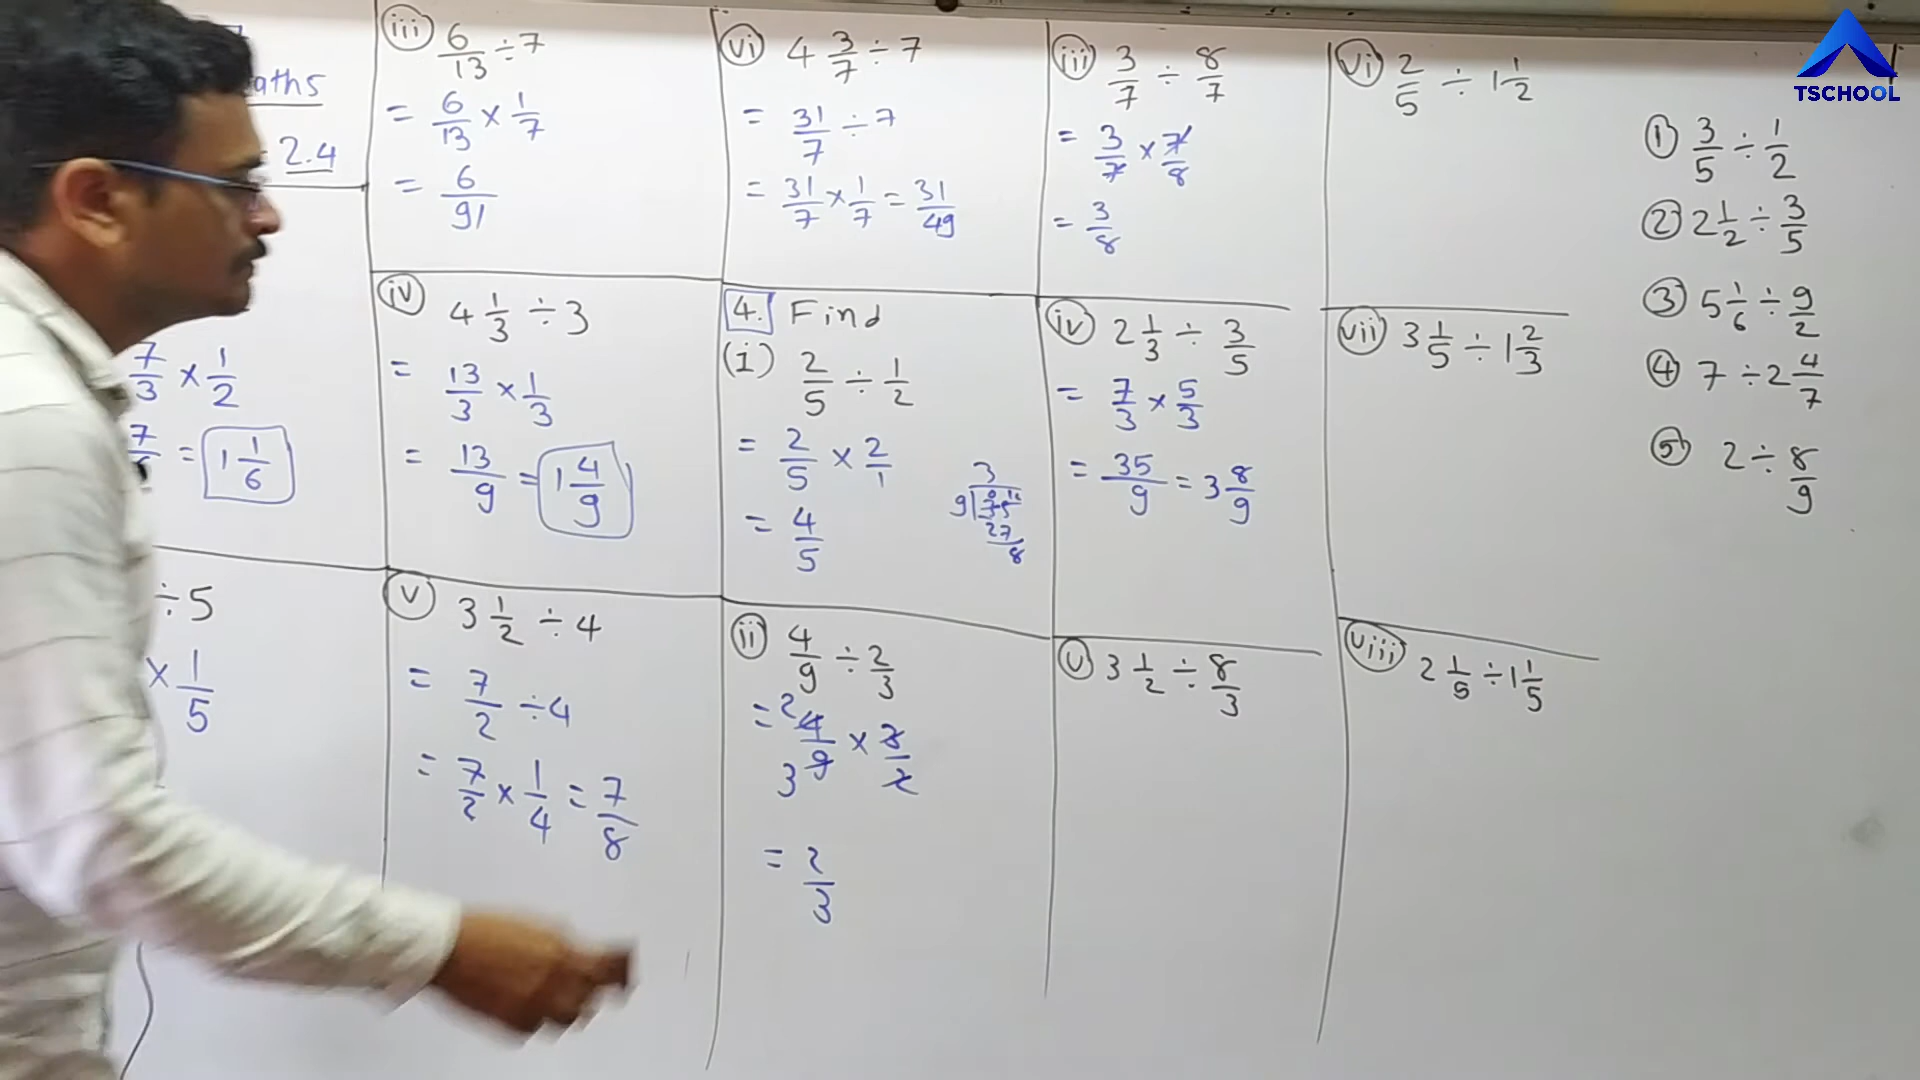 aths
2.4
7/3 × 1/2
7/6 = 1 1/6
÷5
× 1/5
iii) 6/13 ÷ 7
= 6/13 × 1/7
= 6/91
iv) 4 1/3 ÷ 3
= 13/3 × 1/3
= 13/9 = 1 4/9
v) 3 1/2 ÷ 4
= 7/2 ÷ 4
= 7/2 × 1/4 = 7/8
vi) 4 3/7 ÷ 7
= 31/7 ÷ 7
= 31/7 × 1/7 = 31/49
4. Find
(i) 2/5 ÷ 1/2
= 2/5 × 2/1
= 4/5
ii) 4/9 ÷ 2/3
= 2 4/9 3 × 3/2
= 2/3
iii) 3/7 ÷ 8/7
= 3/7 × 7/8
= 3/8
iv) 2 1/3 ÷ 3/5
= 7/3 × 5/3
= 35/9 = 3 8/9
3
9 35
27
8
v) 3 1/2 ÷ 8/3
vi) 2/5 ÷ 1 1/2
vii) 3 1/5 ÷ 1 2/3
viii) 2 1/5 ÷ 1 1/5
TSCHOOL
1) 3/5 ÷ 1/2
2) 2 1/2 ÷ 3/5
3) 5 1/6 ÷ 9/2
4) 7 ÷ 2 4/7
5) 2 ÷ 8/9